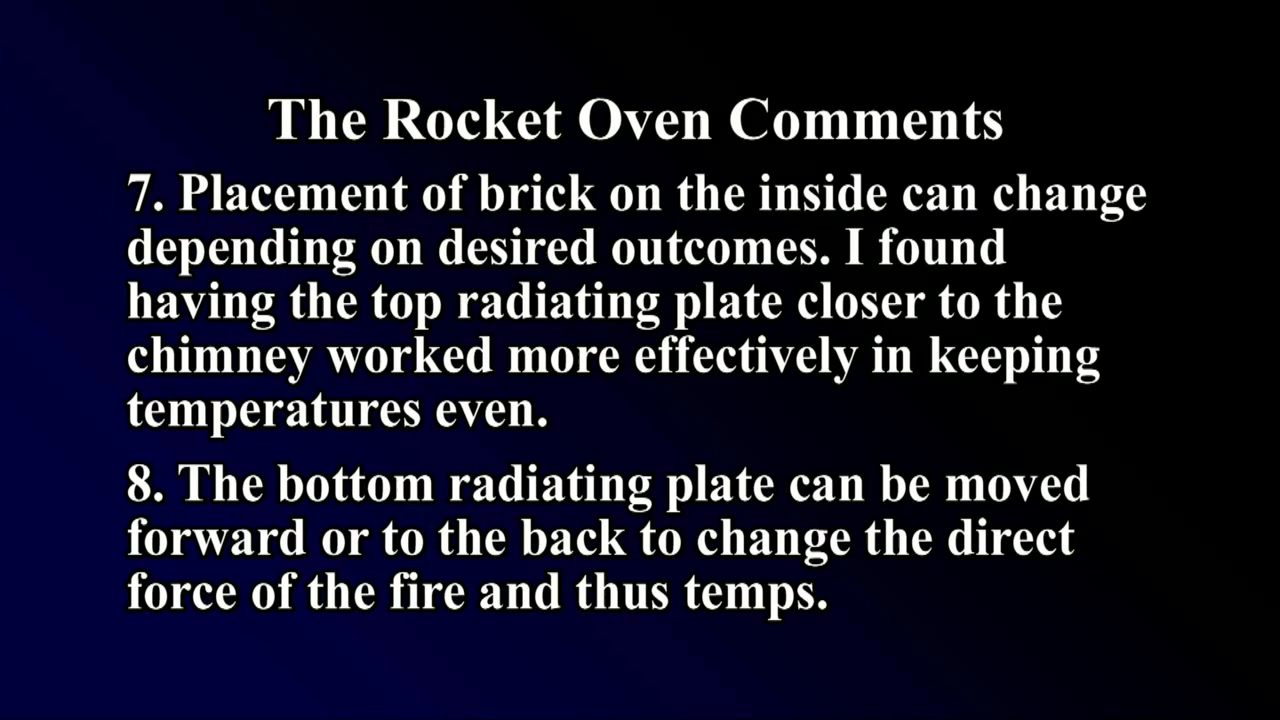 The Rocket Oven Comments
7. Placement of brick on the inside can change
depending on desired outcomes. I found
having the top radiating plate closer to the
chimney worked more effectively in keeping
temperatures even.
8. The bottom radiating plate can be moved
forward or to the back to change the direct
force of the fire and thus temps.